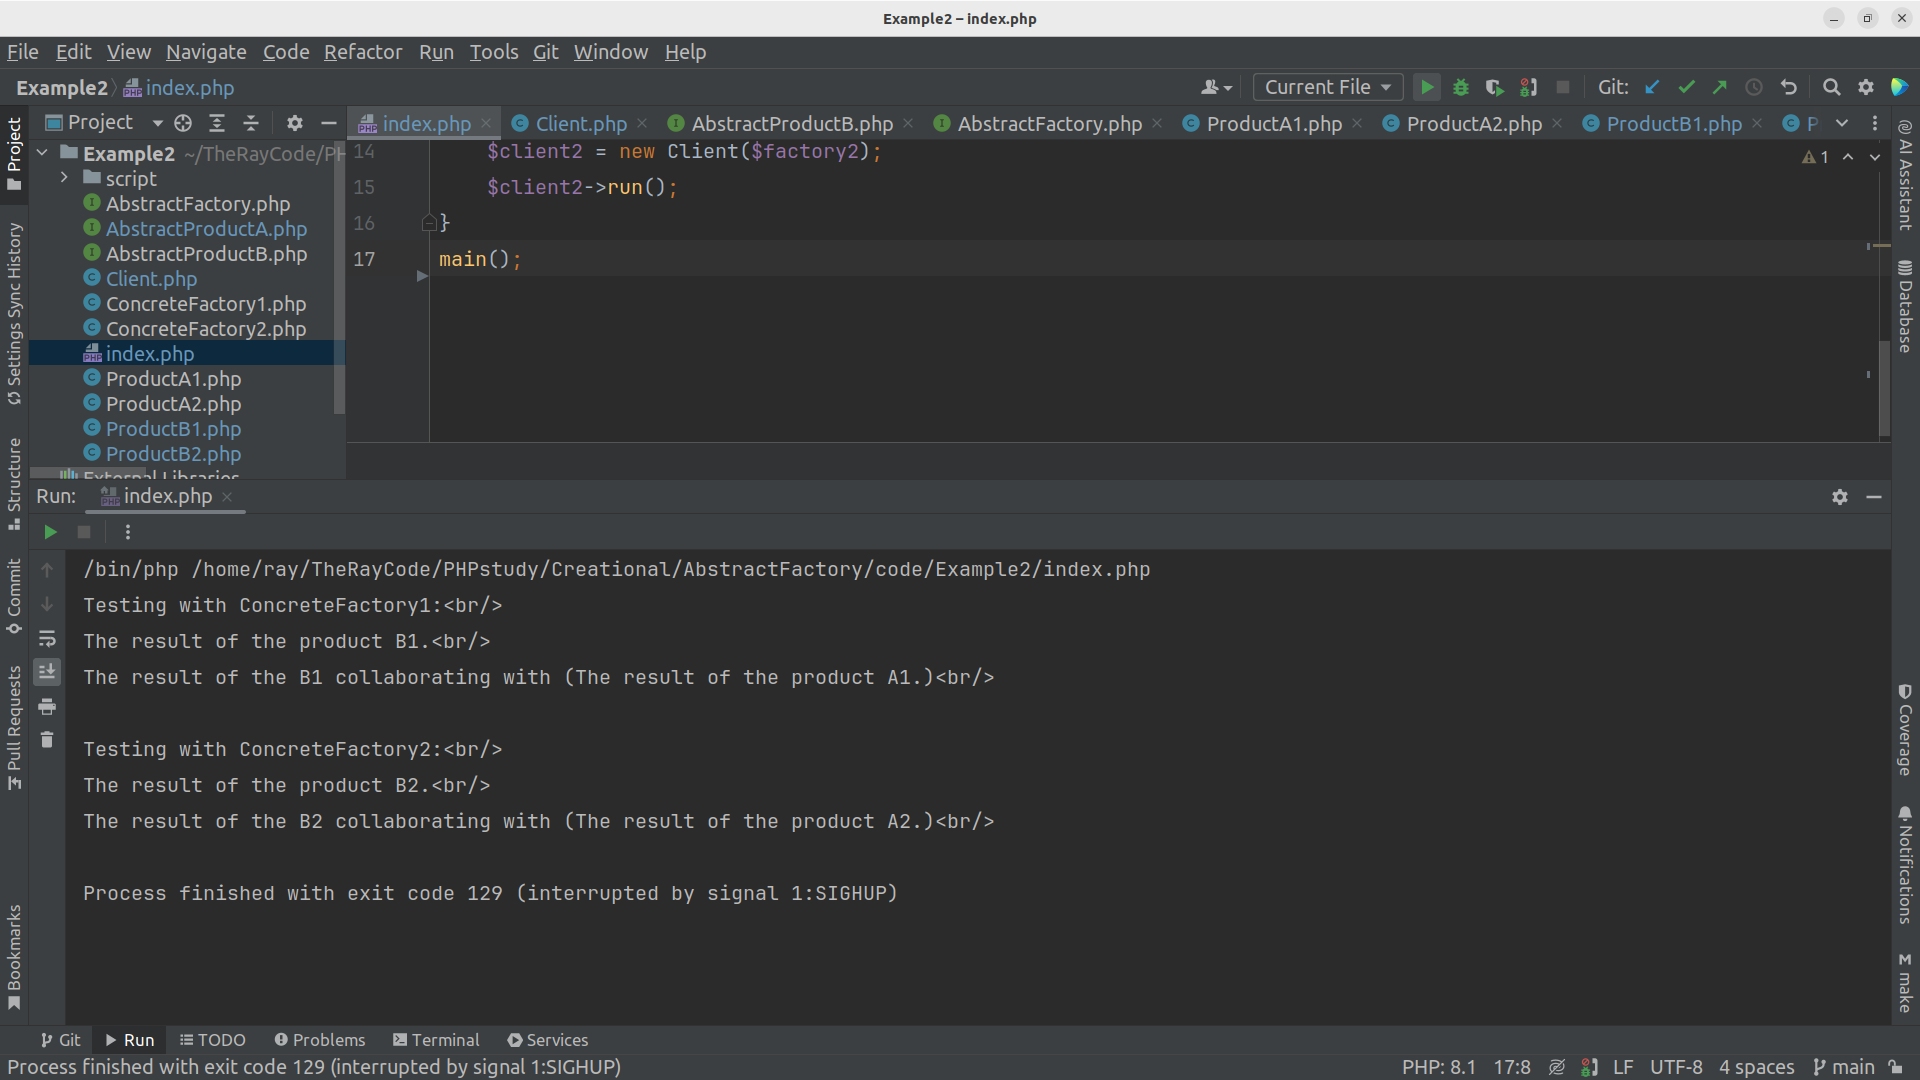 Example2 – index.php
File Edit View Navigate Code Refactor Run Tools Git Window Help
Example2 index.php
Current File
Git:
Project
index.php Client.php AbstractProductB.php AbstractFactory.php ProductA1.php ProductA2.php ProductB1.php P
Example2 ~/TheRayCode/PH
script
AbstractFactory.php
AbstractProductA.php
AbstractProductB.php
Client.php
ConcreteFactory1.php
ConcreteFactory2.php
index.php
ProductA1.php
ProductA2.php
ProductB1.php
ProductB2.php
External Libraries
14 $client2 = new Client($factory2);
15 $client2->run();
16 }
17 main();
1
Project
Settings Sync History
Structure
Commit
Pull Requests
Bookmarks
AI Assistant
Database
Coverage
Notifications
M make
Run: index.php
/bin/php /home/ray/TheRayCode/PHPstudy/Creational/AbstractFactory/code/Example2/index.php
Testing with ConcreteFactory1:<br/>
The result of the product B1.<br/>
The result of the B1 collaborating with (The result of the product A1.)<br/>
Testing with ConcreteFactory2:<br/>
The result of the product B2.<br/>
The result of the B2 collaborating with (The result of the product A2.)<br/>
Process finished with exit code 129 (interrupted by signal 1:SIGHUP)
Git Run TODO Problems Terminal Services
Process finished with exit code 129 (interrupted by signal 1:SIGHUP)
PHP: 8.1 17:8 LF UTF-8 4 spaces main